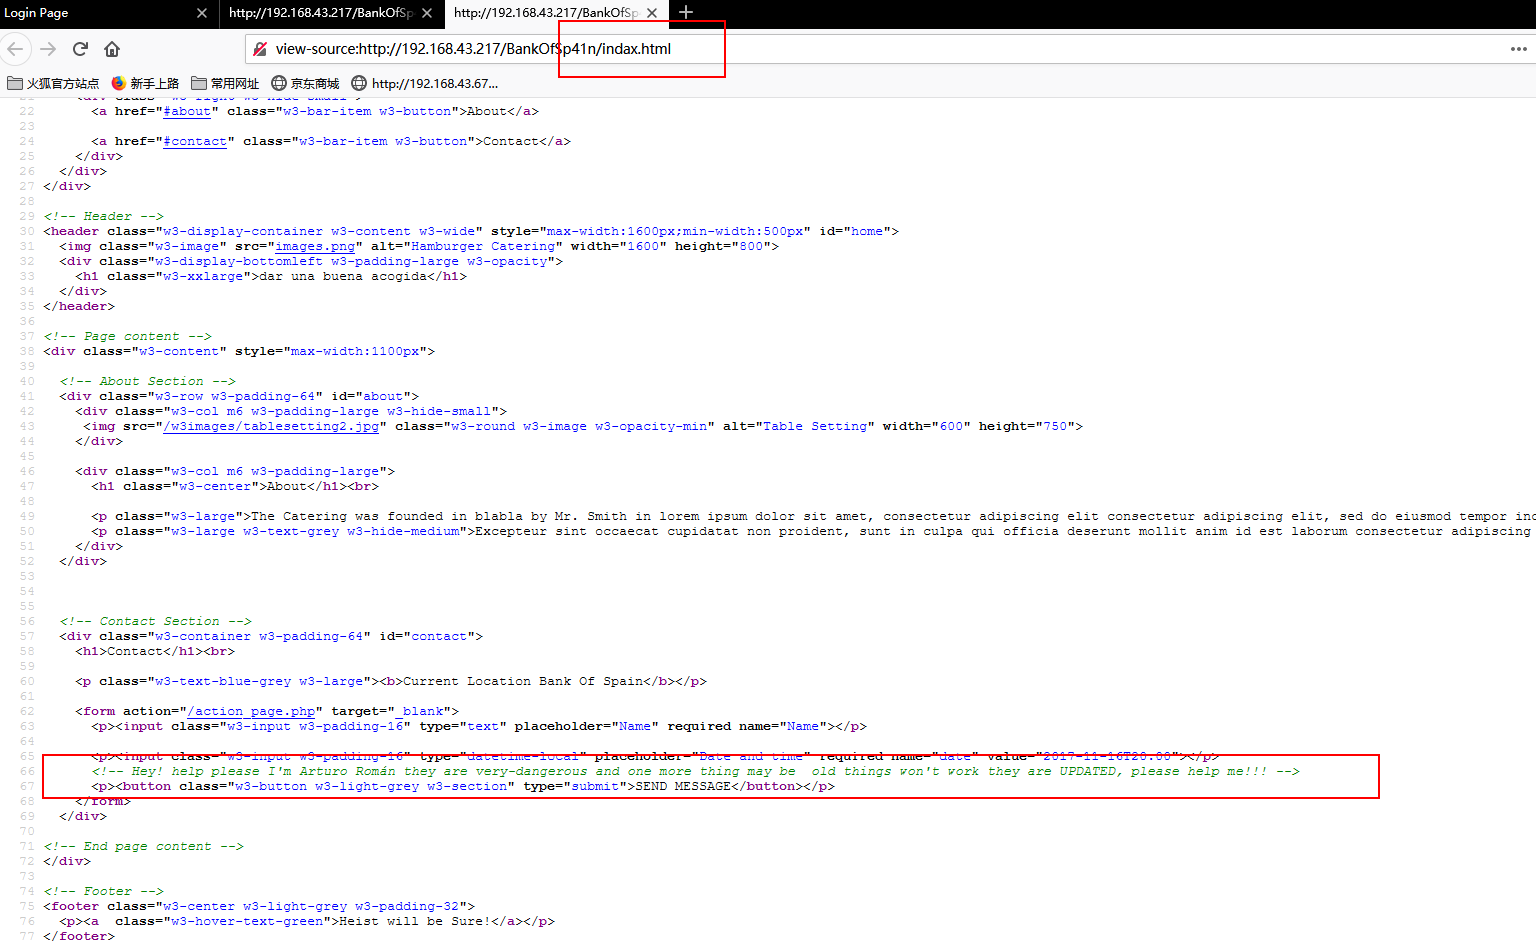 Login Page
http://192.168.43.217/BankOfSp
http://192.168.43.217/BankOfSp
view-source:http://192.168.43.217/BankOfSp41n/indax.html
火狐官方站点 新手上路 常用网址 京东商城 http://192.168.43.67...
22 <a href="#about" class="w3-bar-item w3-button">About</a>
23
24 <a href="#contact" class="w3-bar-item w3-button">Contact</a>
25 </div>
26 </div>
27 </div>
28
29 <!-- Header -->
30 <header class="w3-display-container w3-content w3-wide" style="max-width:1600px;min-width:500px" id="home">
31 <img class="w3-image" src="images.png" alt="Hamburger Catering" width="1600" height="800">
32 <div class="w3-display-bottomleft w3-padding-large w3-opacity">
33 <h1 class="w3-xxlarge">dar una buena acogida</h1>
34 </div>
35 </header>
36
37 <!-- Page content -->
38 <div class="w3-content" style="max-width:1100px">
39
40 <!-- About Section -->
41 <div class="w3-row w3-padding-64" id="about">
42 <div class="w3-col m6 w3-padding-large w3-hide-small">
43 <img src="/w3images/tablesetting2.jpg" class="w3-round w3-image w3-opacity-min" alt="Table Setting" width="600" height="750">
44 </div>
45
46 <div class="w3-col m6 w3-padding-large">
47 <h1 class="w3-center">About</h1><br>
48
49 <p class="w3-large">The Catering was founded in blabla by Mr. Smith in lorem ipsum dolor sit amet, consectetur adipiscing elit consectetur adipiscing elit, sed do eiusmod tempor inc
50 <p class="w3-large w3-text-grey w3-hide-medium">Excepteur sint occaecat cupidatat non proident, sunt in culpa qui officia deserunt mollit anim id est laborum consectetur adipiscing
51 </div>
52 </div>
53
54
55
56 <!-- Contact Section -->
57 <div class="w3-container w3-padding-64" id="contact">
58 <h1>Contact</h1><br>
59
60 <p class="w3-text-blue-grey w3-large"><b>Current Location Bank Of Spain</b></p>
61
62 <form action="/action_page.php" target="_blank">
63 <p><input class="w3-input w3-padding-16" type="text" placeholder="Name" required name="Name"></p>
64
65 <p><input class="w3-input w3-padding-16" type="datetime-local" placeholder="Date and time" required name="date" value="2017-11-16T20:00"></p>
66 <!-- Hey! help please I'm Arturo Román they are very-dangerous and one more thing may be  old things won't work they are UPDATED, please help me!!! -->
67 <p><button class="w3-button w3-light-grey w3-section" type="submit">SEND MESSAGE</button></p>
68 </form>
69 </div>
70
71 <!-- End page content -->
72 </div>
73
74 <!-- Footer -->
75 <footer class="w3-center w3-light-grey w3-padding-32">
76 <p><a  class="w3-hover-text-green">Heist will be Sure!</a></p>
77 </footer>